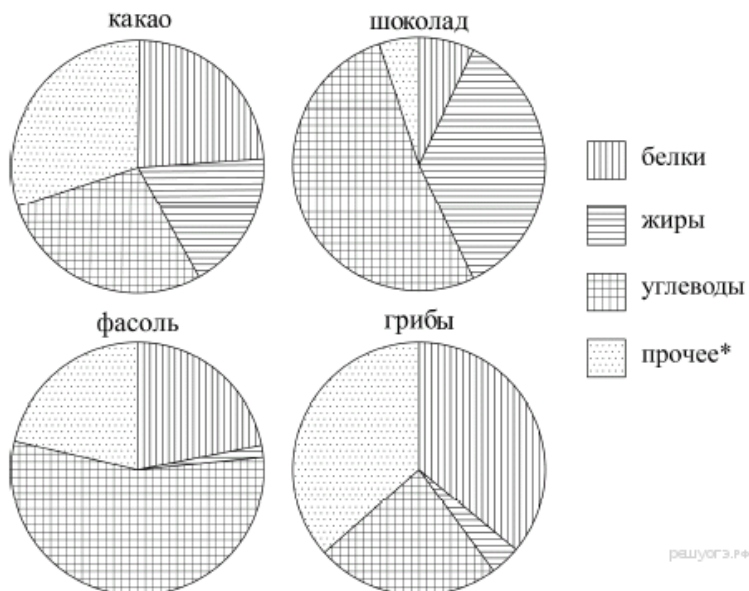 какао
шоколад
белки
жиры
углеводы
прочее*
фасоль
грибы
решуогэ.рф